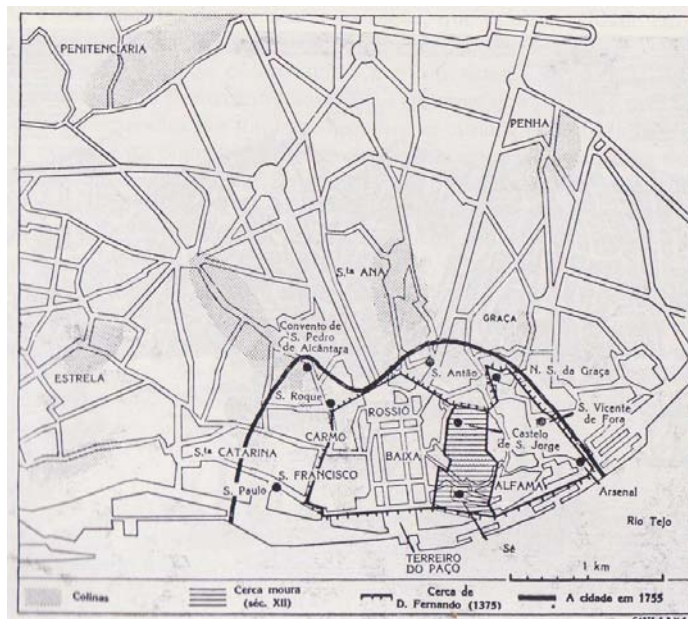 PENITENCIÁRIA
PENHA
S.ta ANA
GRAÇA
Convento de
S. Pedro
de Alcântara
ESTRELA
S. Antão
N. S. da Graça
S. Roque
ROSSIO
S. Vicente
de Fora
CARMO
Castelo
de S. Jorge
S.ta CATARINA
BAIXA
S. FRANCISCO
S. Paulo
ALFAMA
Arsenal
Rio Tejo
Sé
TERREIRO
DO PAÇO
1 km
Colinas
Cerca moura
(séc. XII)
Cerca de
D. Fernando (1375)
A cidade em 1755